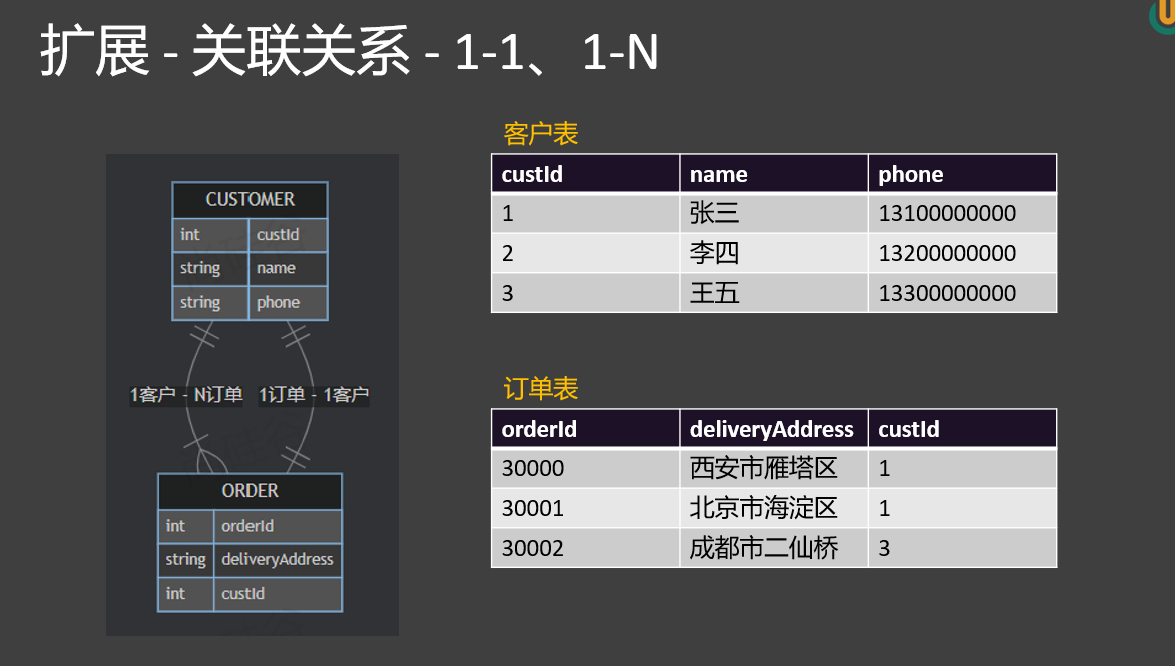 扩展 - 关联关系 - 1-1、 1-N
CUSTOMER
int custId
string name
string phone
1客户 - N订单 1订单 - 1客户
ORDER
int orderId
string deliveryAddress
int custId
客户表
custId name phone
1 张三 13100000000
2 李四 13200000000
3 王五 13300000000
订单表
orderId deliveryAddress custId
30000 西安市雁塔区 1
30001 北京市海淀区 1
30002 成都市二仙桥 3